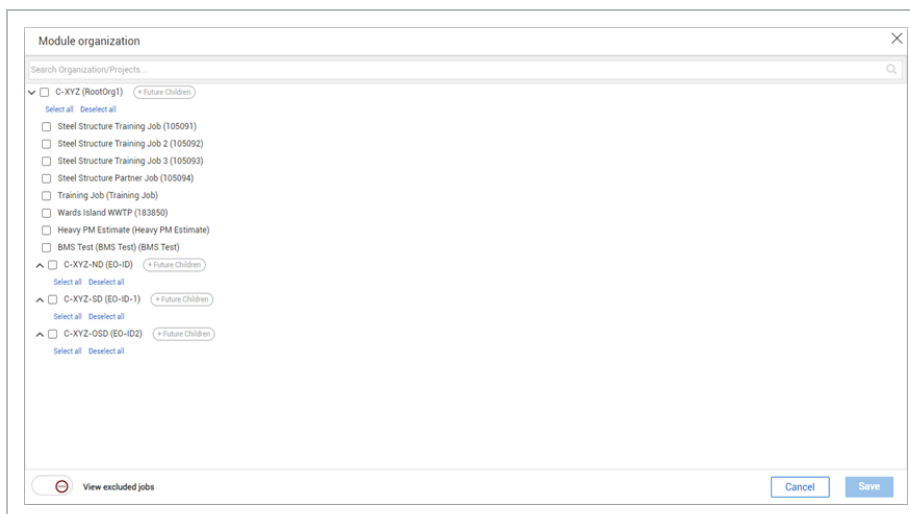 Module organization
Search Organization/Projects...
C-XYZ (RootOrg1) + Future Children
Select all Deselect all
Steel Structure Training Job (105091)
Steel Structure Training Job 2 (105092)
Steel Structure Training Job 3 (105093)
Steel Structure Partner Job (105094)
Training Job (Training Job)
Wards Island WWTP (183850)
Heavy PM Estimate (Heavy PM Estimate)
BMS Test (BMS Test) (BMS Test)
C-XYZ-ND (EO-ID) + Future Children
Select all Deselect all
C-XYZ-SD (EO-ID-1) + Future Children
Select all Deselect all
C-XYZ-OSD (EO-ID2) + Future Children
Select all Deselect all
View excluded jobs Cancel Save